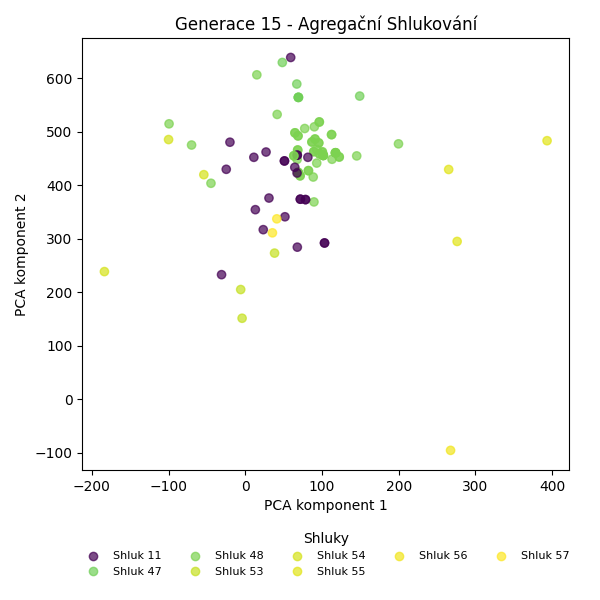 Generace 15 - Agregační Shlukování
PCA komponent 2
600
500
400
300
200
100
0
−100
−200 −100 0 100 200 300 400
PCA komponent 1
Shluky
Shluk 11 Shluk 48 Shluk 54 Shluk 56 Shluk 57
Shluk 47 Shluk 53 Shluk 55